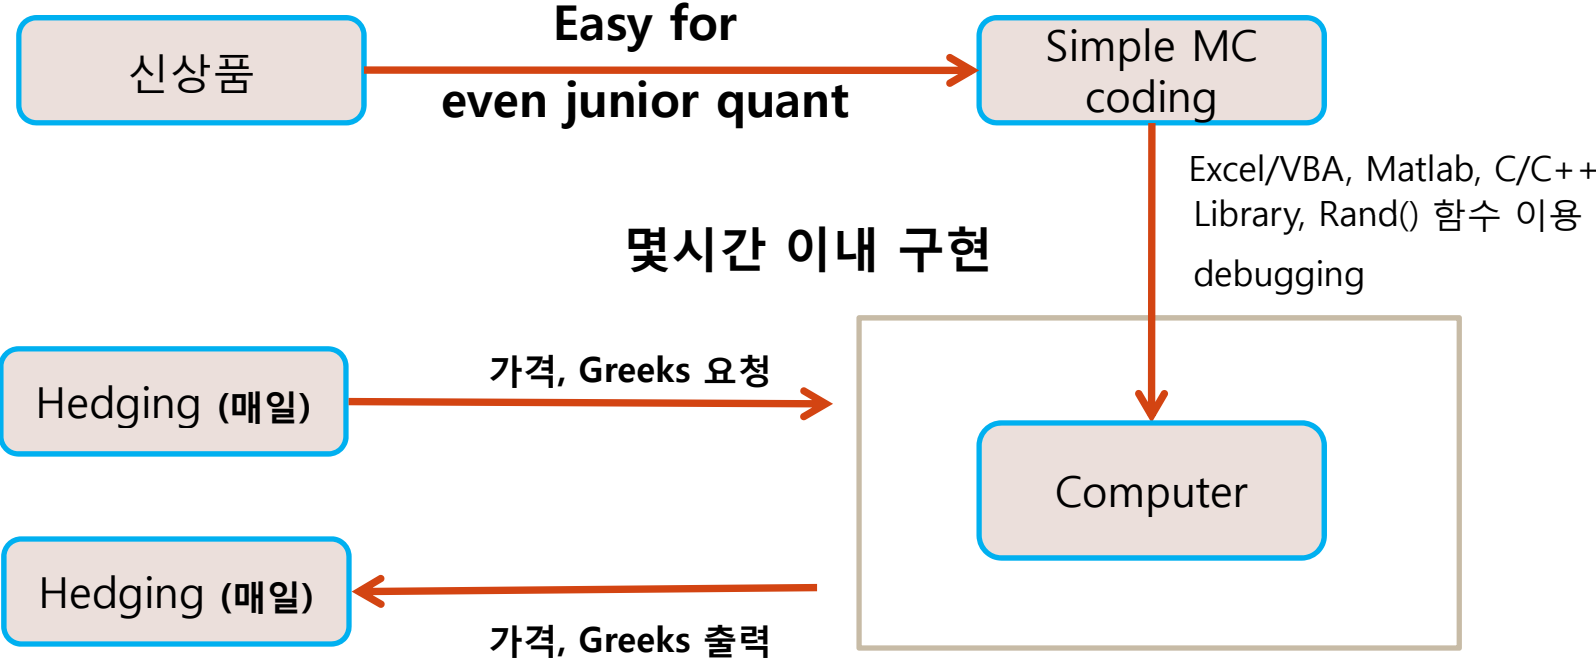 신상품
Easy for
even junior quant
Simple MC
coding
Excel/VBA, Matlab, C/C++
Library, Rand() 함수 이용
debugging
몇시간 이내 구현
Hedging (매일)
가격, Greeks 요청
Computer
Hedging (매일)
가격, Greeks 출력